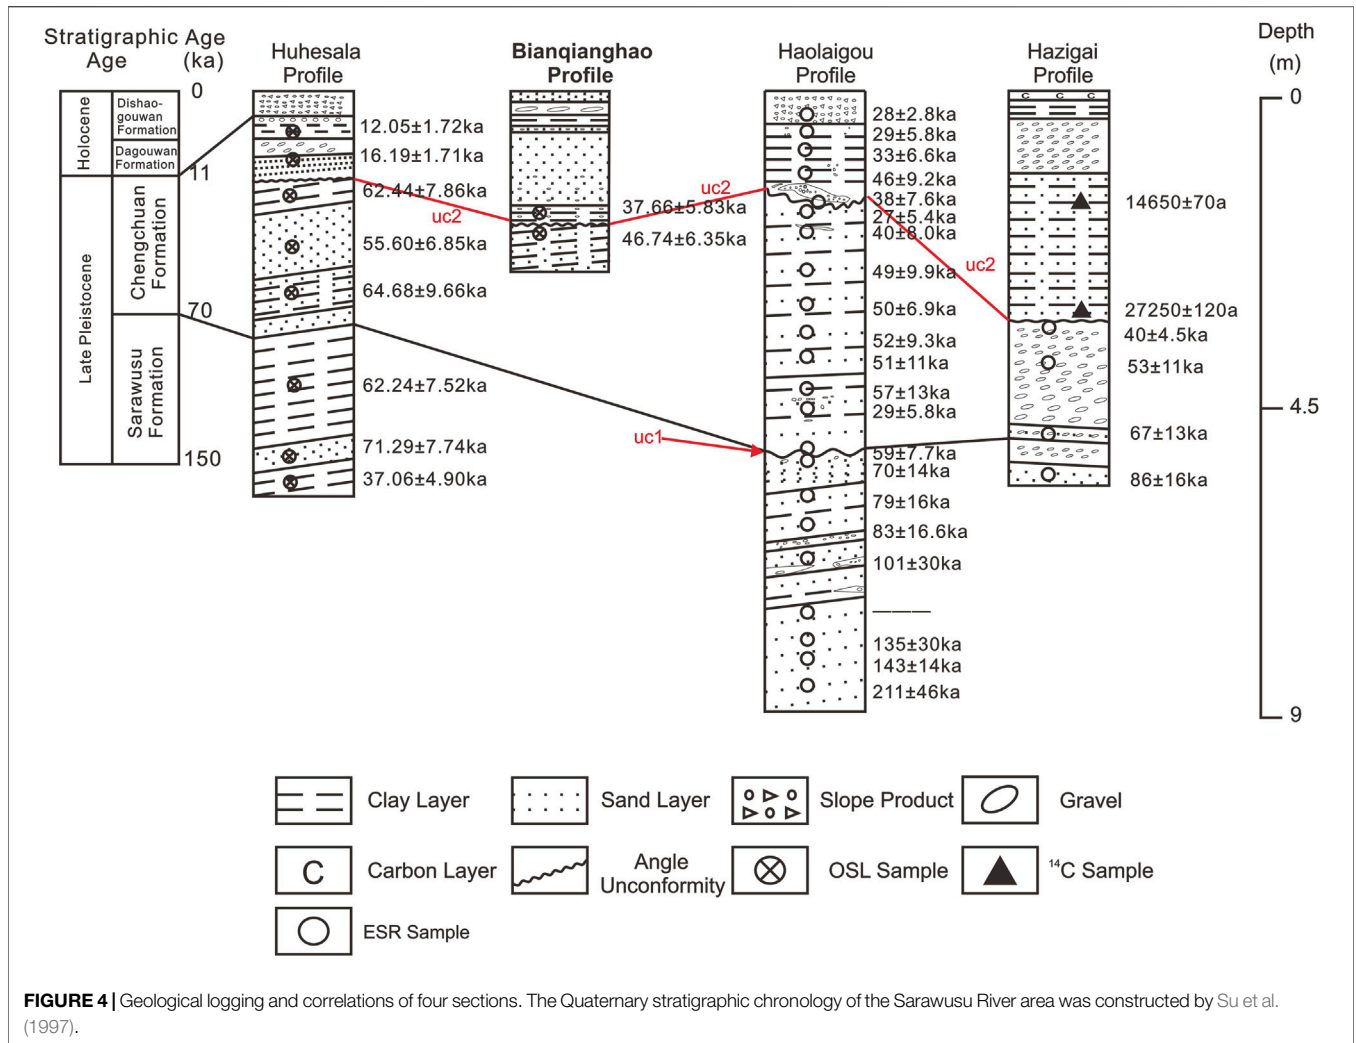 Stratigraphic Age
Age (ka)
Huhesala
Profile
Bianqianghao
Profile
Haolaigou
Profile
Hazigai
Profile
Depth
(m)
0
11
70
150
Holocene
Late Pleistocene
Dishao-
gouwan
Formation
Dagouwan
Formation
Chengchuan
Formation
Sarawusu
Formation
12.05±1.72ka
16.19±1.71ka
62.44±7.86ka
uc2
55.60±6.85ka
64.68±9.66ka
62.24±7.52ka
71.29±7.74ka
37.06±4.90ka
37.66±5.83ka
46.74±6.35ka
uc2
uc1
28±2.8ka
29±5.8ka
33±6.6ka
46±9.2ka
38±7.6ka
27±5.4ka
40±8.0ka
49±9.9ka
50±6.9ka
52±9.3ka
51±11ka
57±13ka
29±5.8ka
59±7.7ka
70±14ka
79±16ka
83±16.6ka
101±30ka
———
135±30ka
143±14ka
211±46ka
uc2
C C C
14650±70a
27250±120a
40±4.5ka
53±11ka
67±13ka
86±16ka
0
4.5
9
Clay Layer
Sand Layer
Slope Product
Gravel
C
Carbon Layer
Angle
Unconformity
OSL Sample
¹⁴C Sample
ESR Sample
FIGURE 4 | Geological logging and correlations of four sections. The Quaternary stratigraphic chronology of the Sarawusu River area was constructed by Su et al.
(1997).